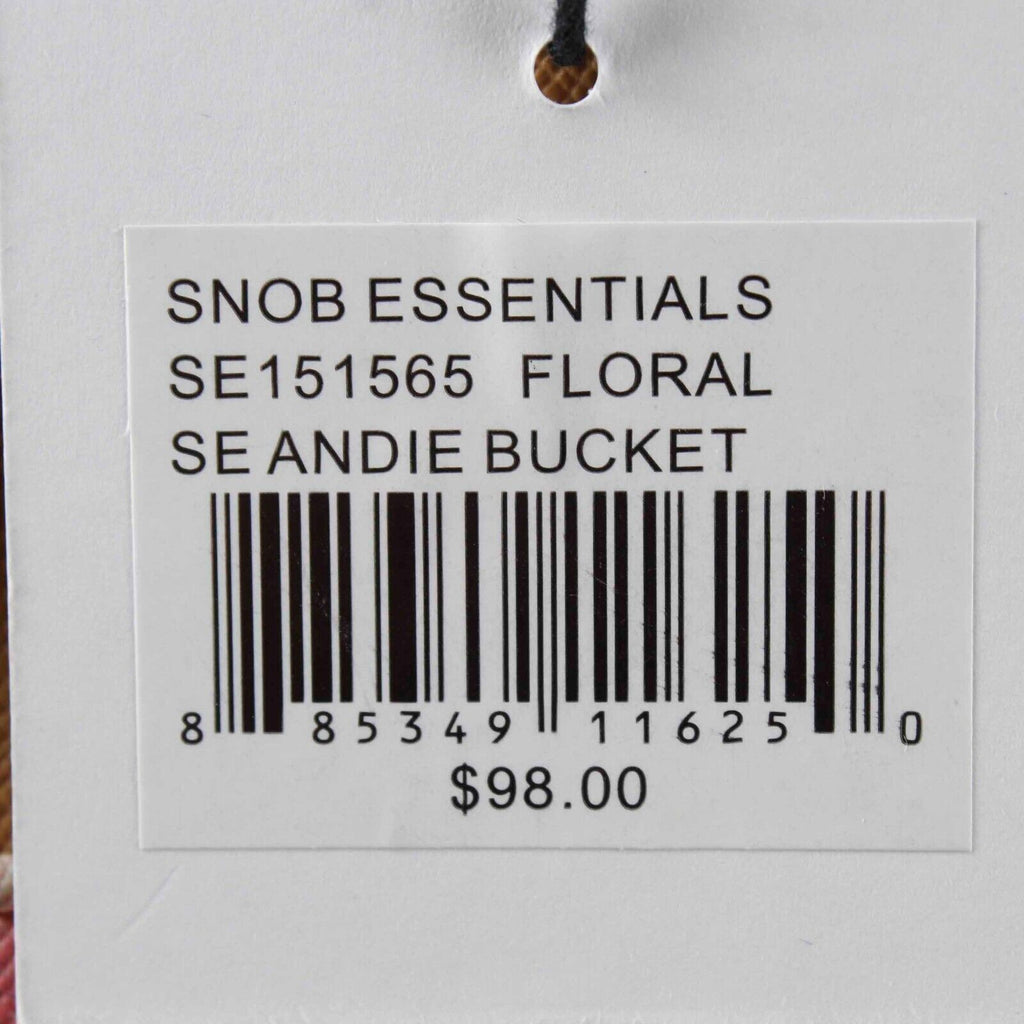 SNOB ESSENTIALS
SE151565 FLORAL
SE ANDIE BUCKET
8 85349 11625 0
$98.00